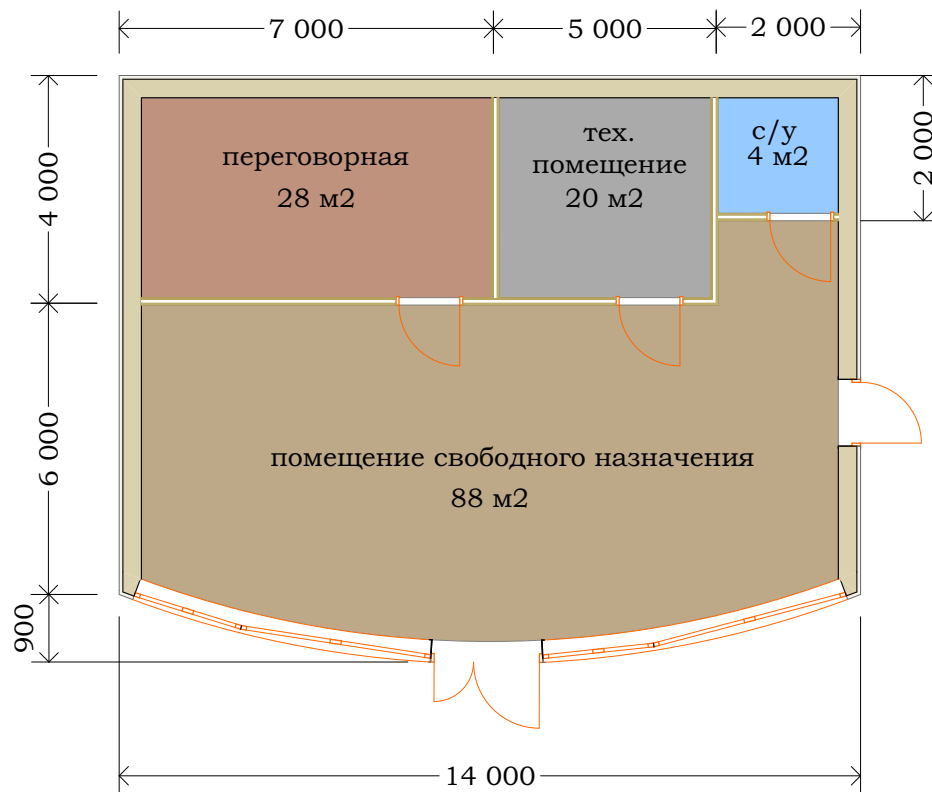 7 000
5 000
2 000
4 000
2 000
переговорная
28 м2
тех.
помещение
20 м2
с/у
4 м2
6 000
помещение свободного назначения
88 м2
900
14 000